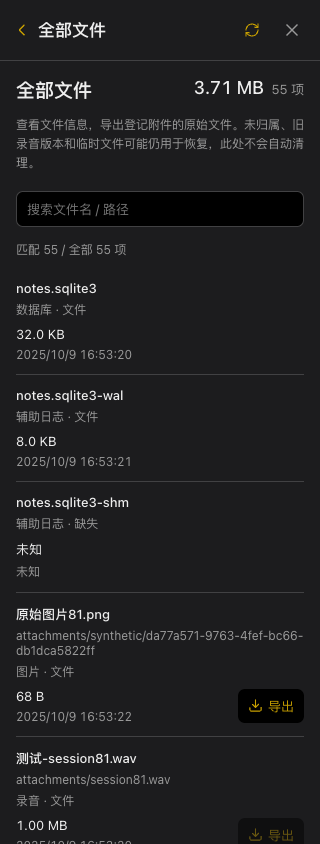 全部文件
全部文件 3.71 MB 55 项
查看文件信息，导出登记附件的原始文件。未归属、旧
录音版本和临时文件可能仍用于恢复，此处不会自动清
理。
搜索文件名 / 路径
匹配 55 / 全部 55 项
notes.sqlite3
数据库 · 文件
32.0 KB
2025/10/9 16:53:20
notes.sqlite3-wal
辅助日志 · 文件
8.0 KB
2025/10/9 16:53:21
notes.sqlite3-shm
辅助日志 · 缺失
未知
未知
原始图片81.png
attachments/synthetic/da77a571-9763-4fef-bc66-
db1dca5822ff
图片 · 文件
68 B
2025/10/9 16:53:22
导出
测试-session81.wav
attachments/session81.wav
录音 · 文件
1.00 MB
导出